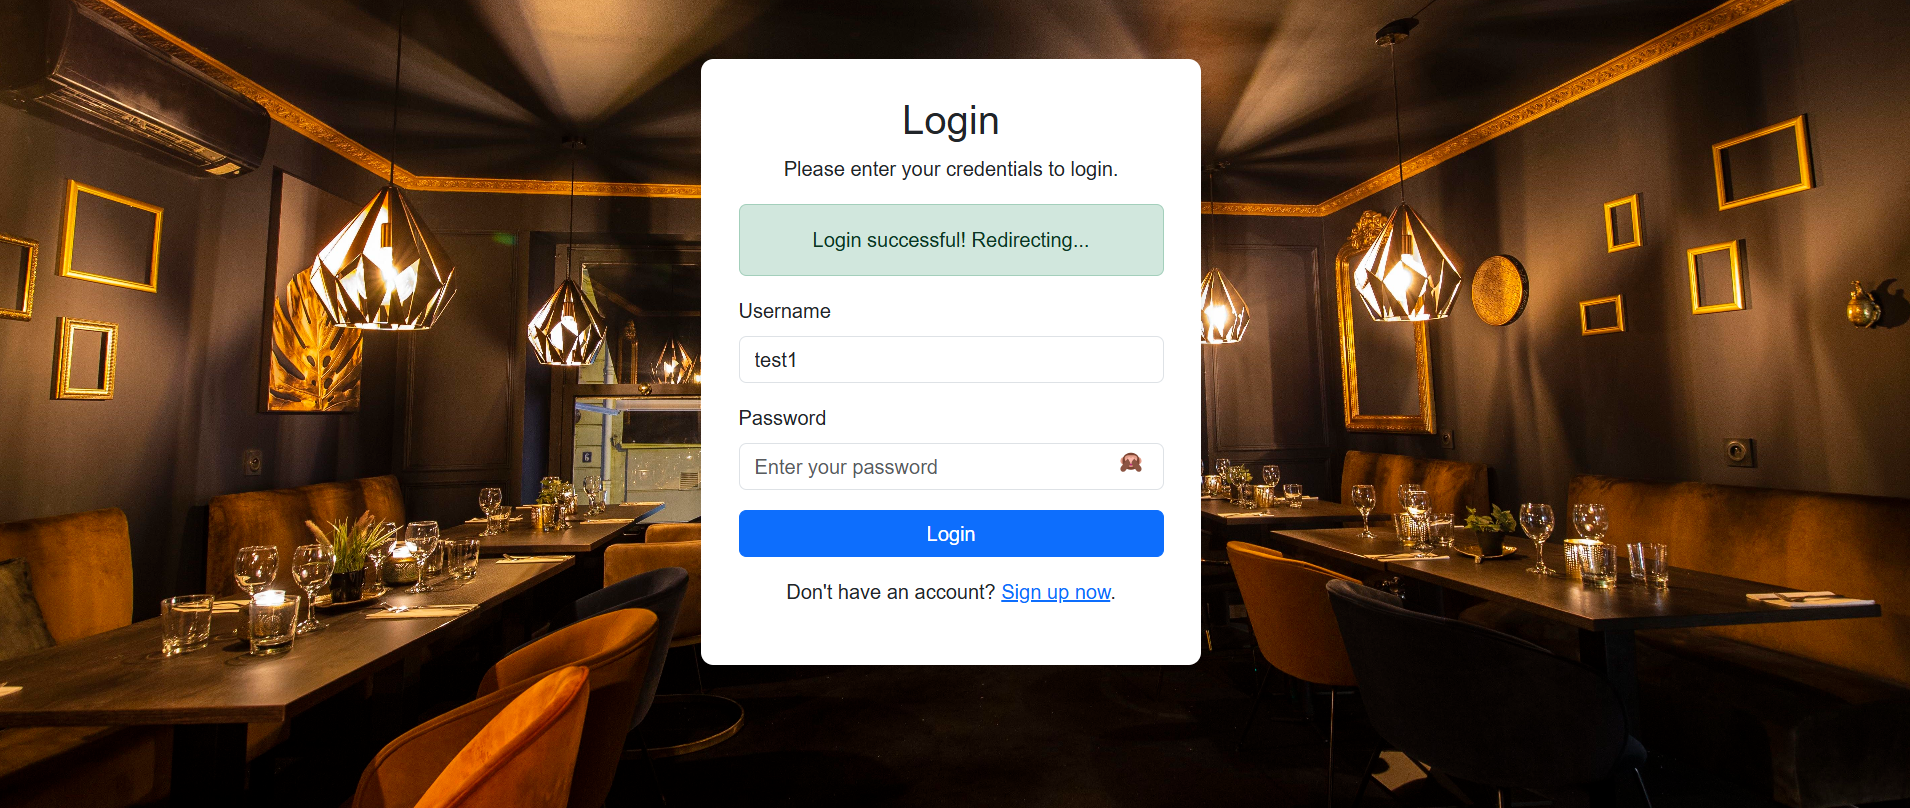 Login
Please enter your credentials to login.
Login successful! Redirecting...
Username
test1
Password
Enter your password
Login
Don't have an account? Sign up now.